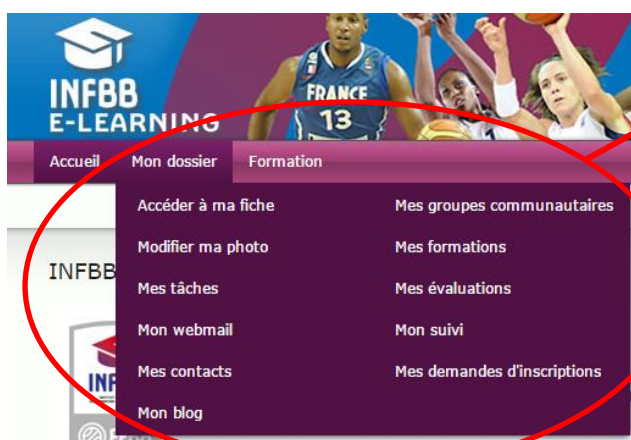 INFBB
E-LEARNING
FRANCE
13
Accueil Mon dossier Formation
Accéder à ma fiche
Modifier ma photo
Mes tâches
Mon webmail
Mes contacts
Mon blog
Mes groupes communautaires
Mes formations
Mes évaluations
Mon suivi
Mes demandes d'inscriptions
INFBB
INF